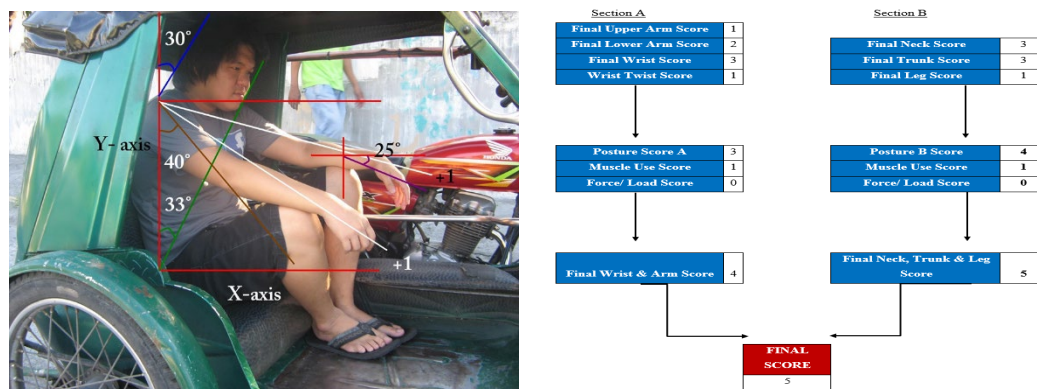 30°
Y- axis
40°
33°
25°
+1
+1
X-axis
HONDA
Section A
Final Upper Arm Score 1
Final Lower Arm Score 2
Final Wrist Score 3
Wrist Twist Score 1
Posture Score A 3
Muscle Use Score 1
Force/ Load Score 0
Final Wrist & Arm Score 4
Section B
Final Neck Score 3
Final Trunk Score 3
Final Leg Score 1
Posture B Score 4
Muscle Use Score 1
Force/ Load Score 0
Final Neck, Trunk & Leg
Score 5
FINAL
SCORE
5